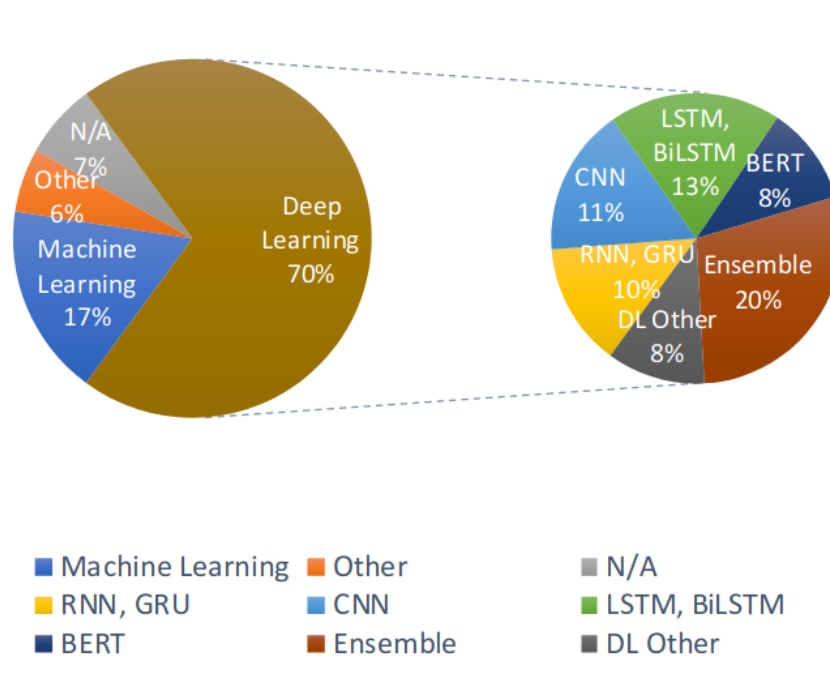 N/A
7%
Other
6%
Machine
Learning
17%
Deep
Learning
70%
LSTM,
BiLSTM
13%
BERT
8%
CNN
11%
RNN, GRU
10%
Ensemble
20%
DL Other
8%
Machine Learning
Other
N/A
RNN, GRU
CNN
LSTM, BiLSTM
BERT
Ensemble
DL Other